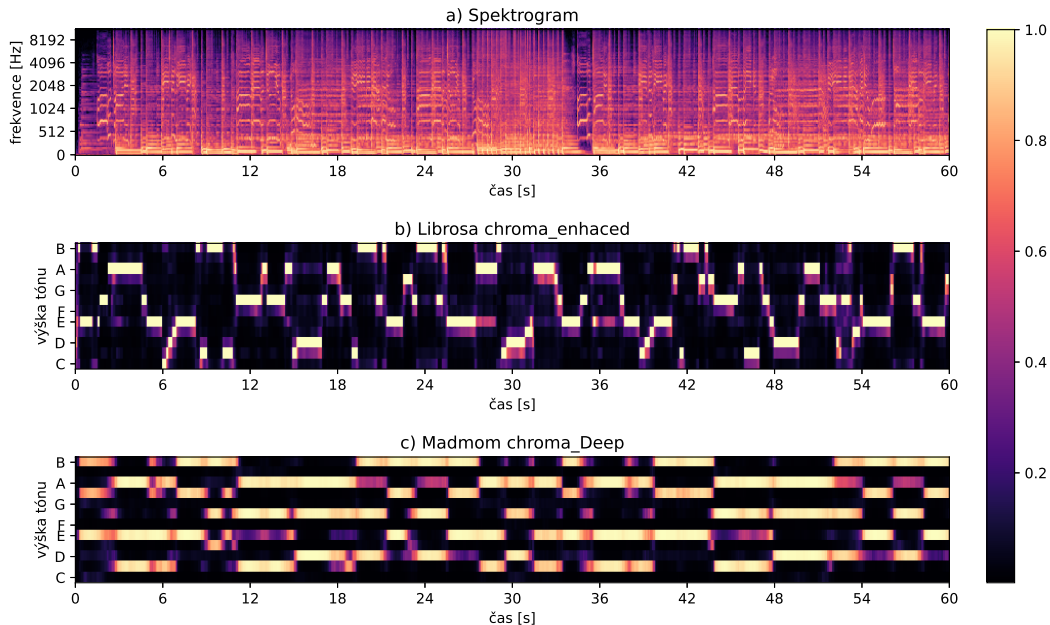 a) Spektrogram
8192
4096
2048
1024
512
0
frekvence [Hz]
0 6 12 18 24 30 36 42 48 54 60
čas [s]
b) Librosa chroma_enhaced
B
A
G
F
E
D
C
výška tónu
0 6 12 18 24 30 36 42 48 54 60
čas [s]
c) Madmom chroma_Deep
B
A
G
F
E
D
C
výška tónu
0 6 12 18 24 30 36 42 48 54 60
čas [s]
1.0
0.8
0.6
0.4
0.2